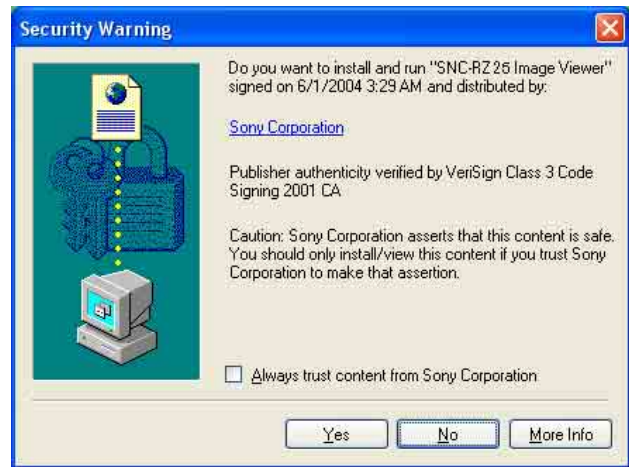 Security Warning
Do you want to install and run "SNC-RZ25 Image Viewer"
signed on 6/1/2004 3:29 AM and distributed by:
Sony Corporation
Publisher authenticity verified by VeriSign Class 3 Code
Signing 2001 CA
Caution: Sony Corporation asserts that this content is safe.
You should only install/view this content if you trust Sony
Corporation to make that assertion.
Always trust content from Sony Corporation
Yes No More Info